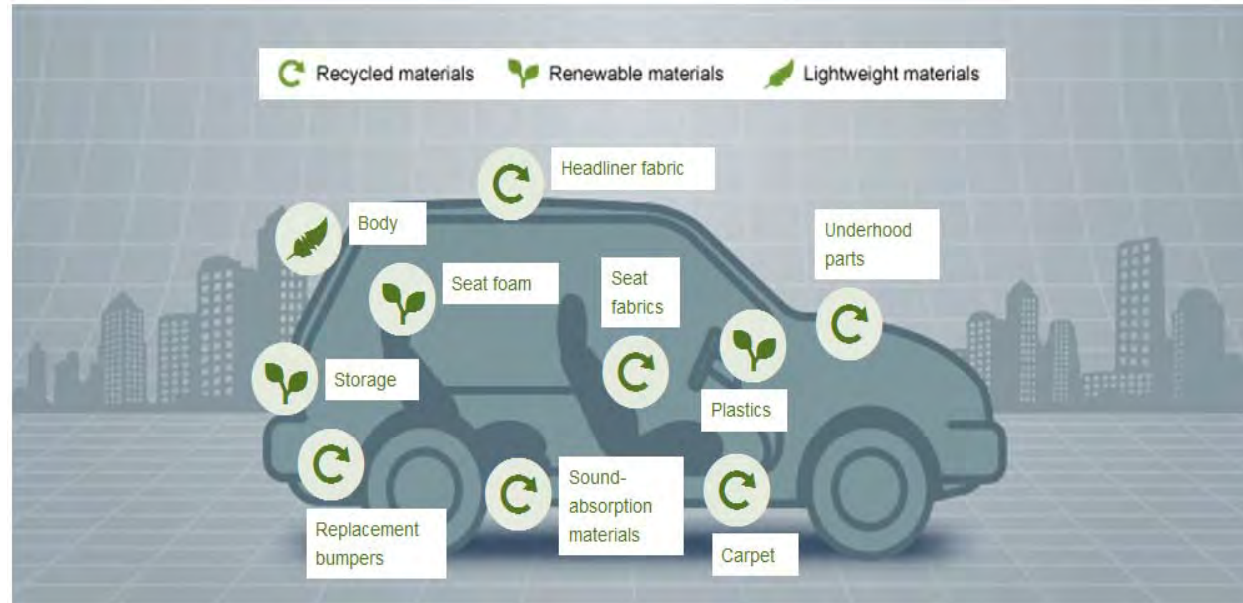 Recycled materials
Renewable materials
Lightweight materials
Headliner fabric
Body
Underhood
parts
Seat foam
Seat
fabrics
Storage
Plastics
Replacement
bumpers
Sound-
absorption
materials
Carpet